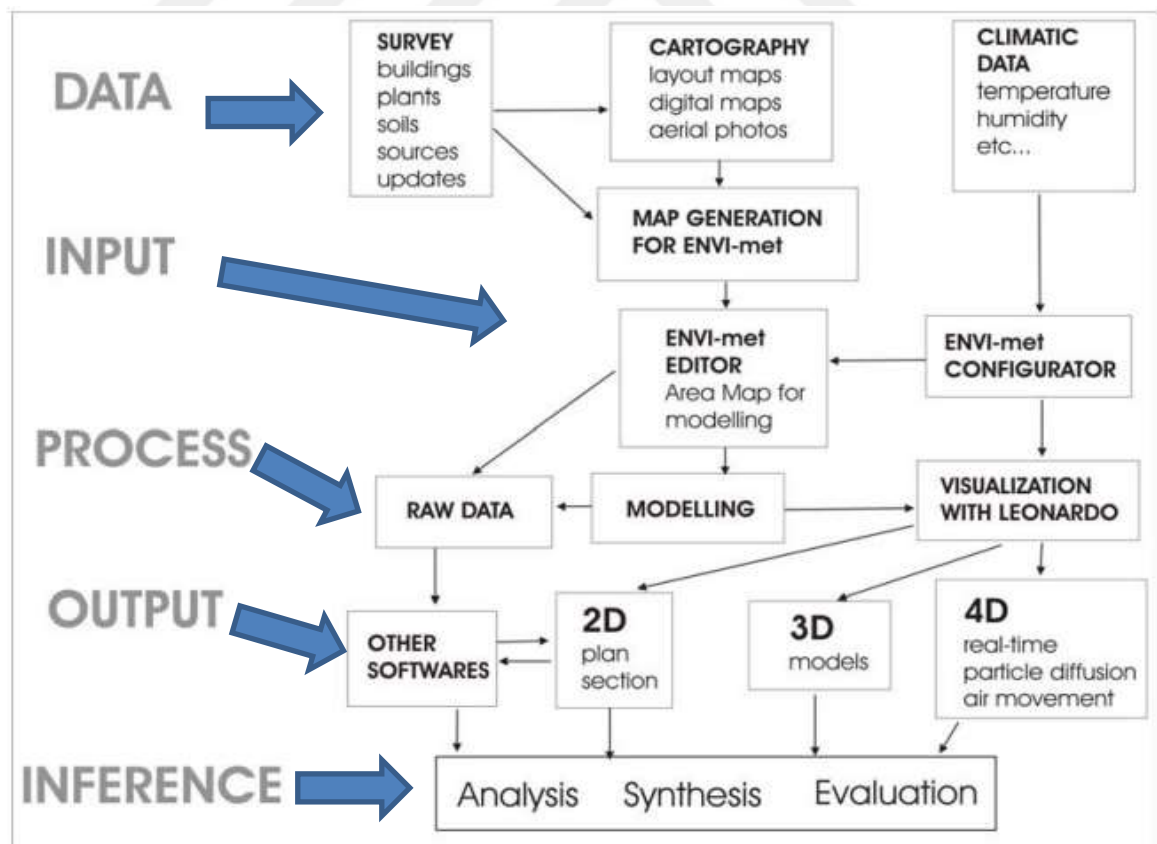 DATA
SURVEY
buildings
plants
soils
sources
updates
CARTOGRAPHY
layout maps
digital maps
aerial photos
CLIMATIC
DATA
temperature
humidity
etc...
INPUT
MAP GENERATION
FOR ENVI-met
ENVI-met
EDITOR
Area Map for
modelling
ENVI-met
CONFIGURATOR
PROCESS
RAW DATA
MODELLING
VISUALIZATION
WITH LEONARDO
OUTPUT
OTHER
SOFTWARES
2D
plan
section
3D
models
4D
real-time
particle diffusion
air movement
INFERENCE
Analysis Synthesis Evaluation